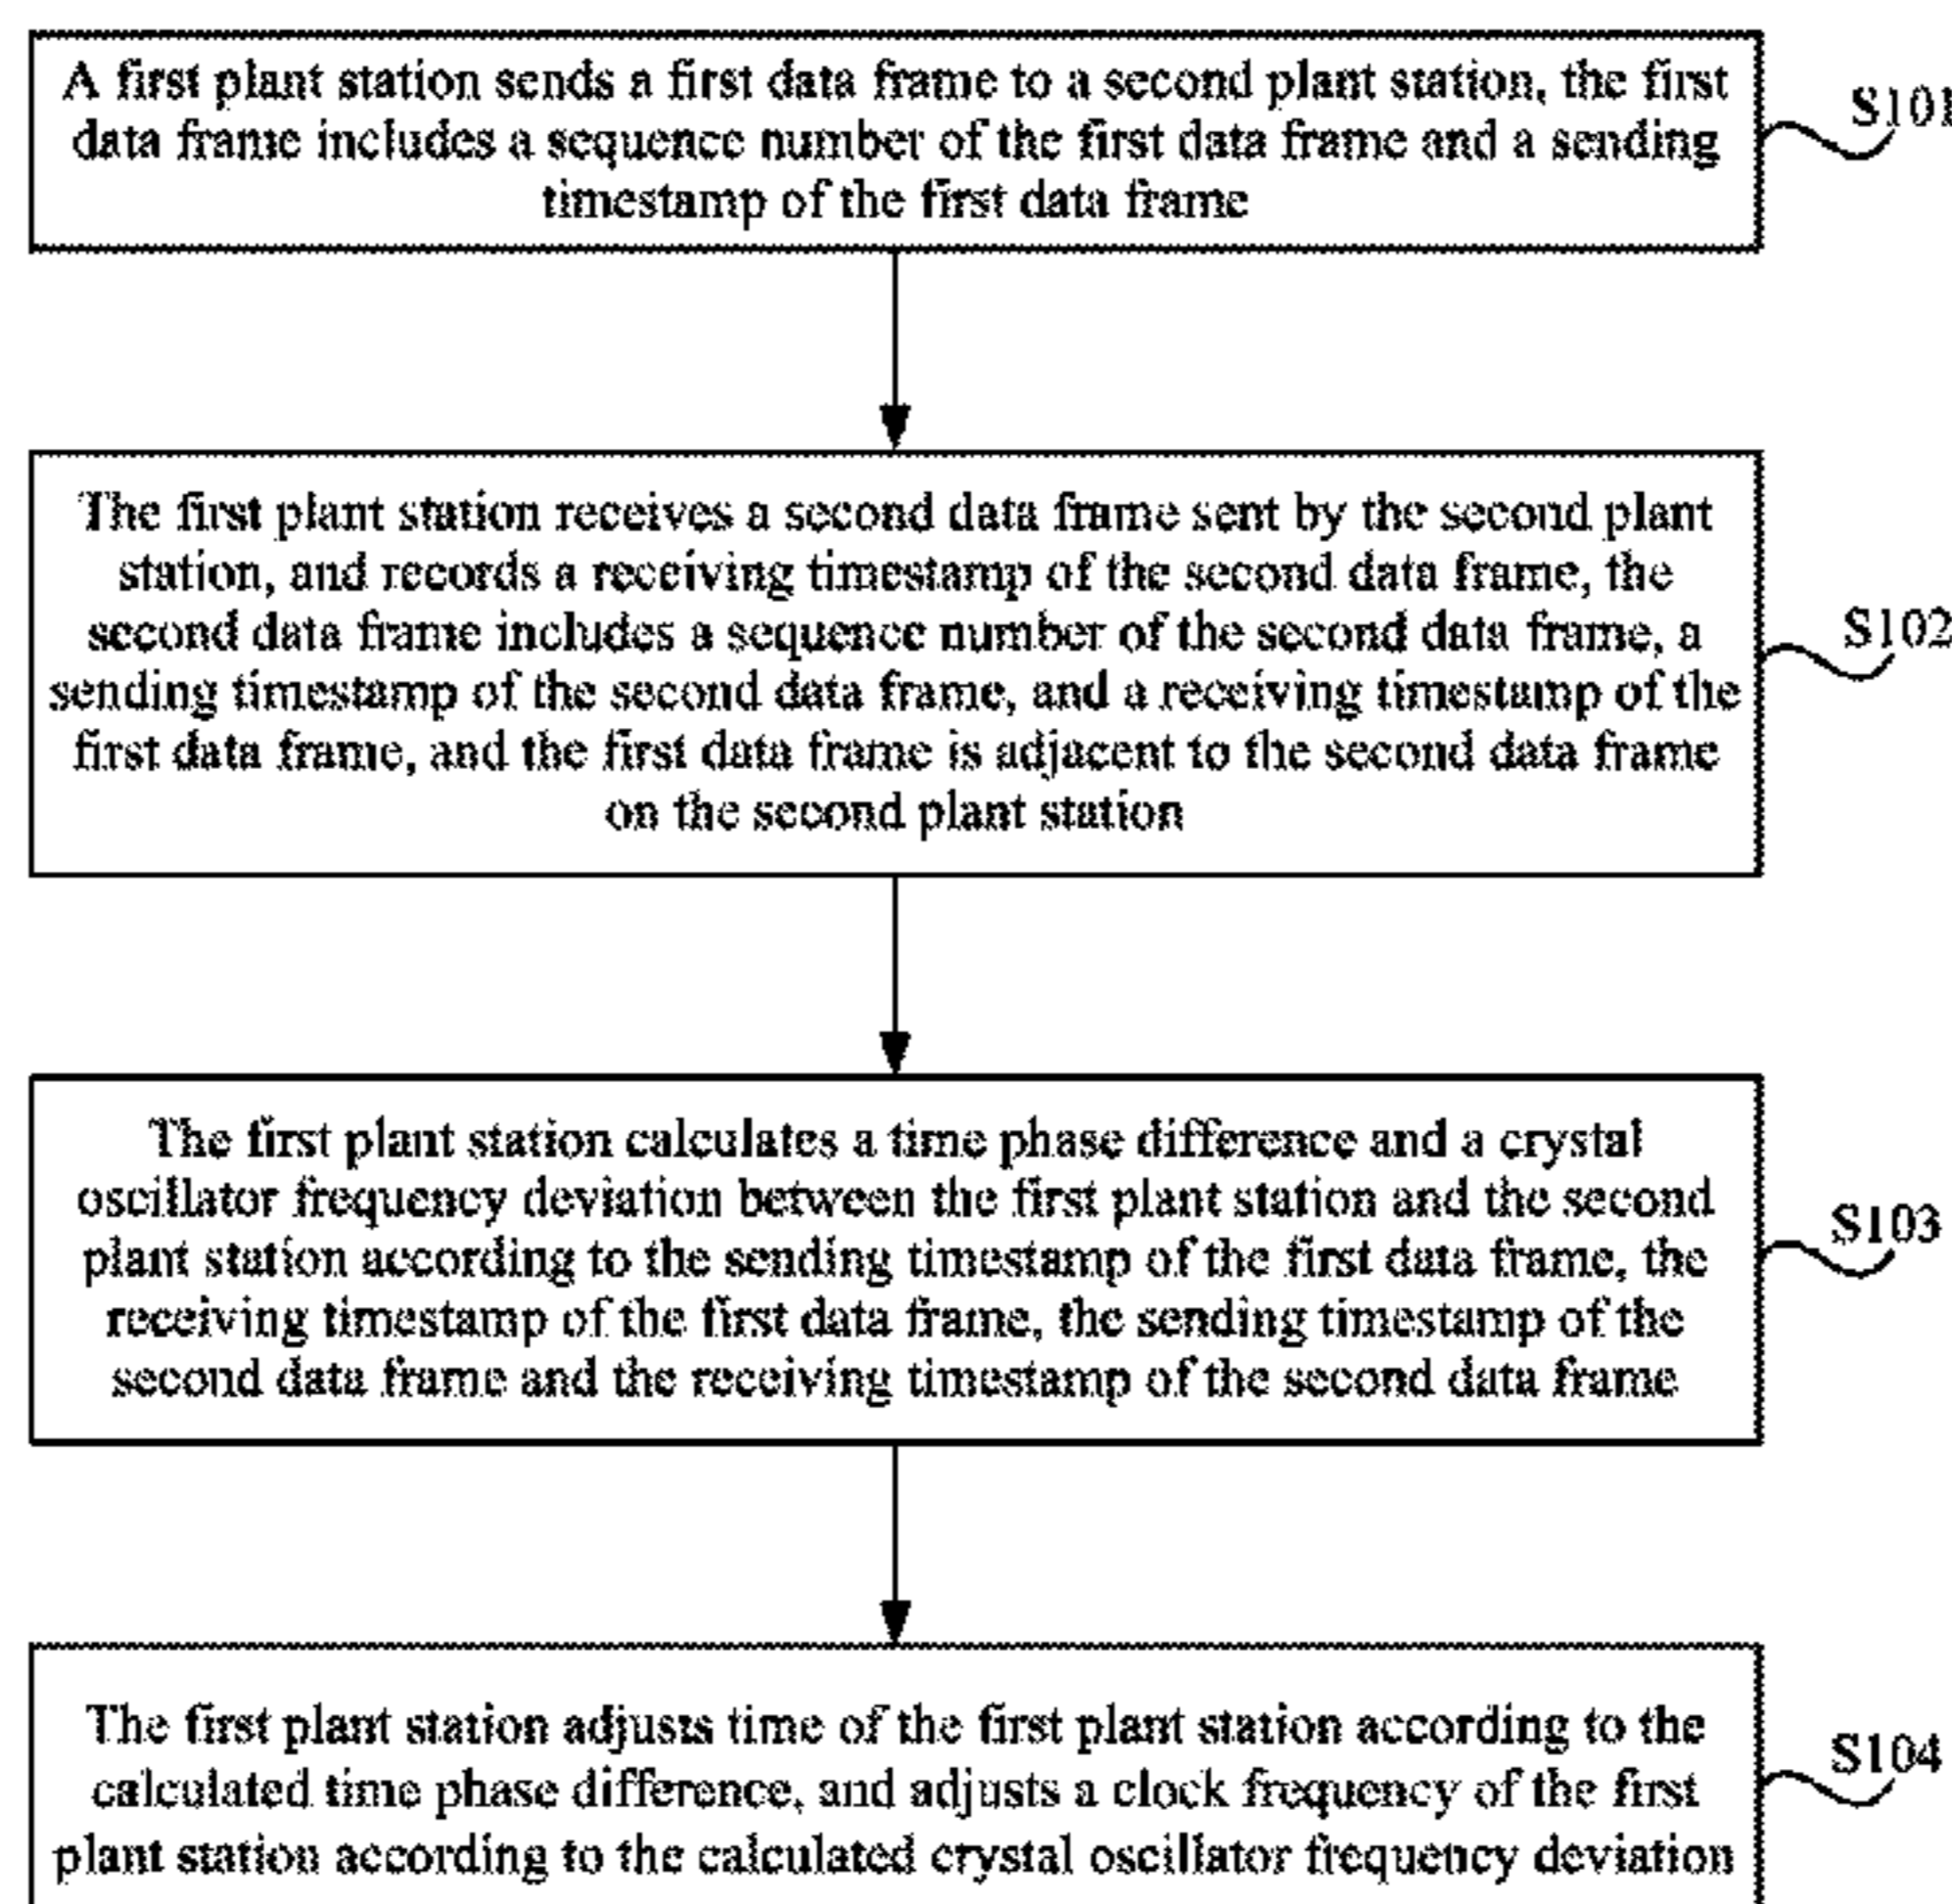 A first plant station sends a first data frame to a second plant station, the first
data frame includes a sequence number of the first data frame and a sending
timestamp of the first data frame
S101
The first plant station receives a second data frame sent by the second plant
station, and records a receiving timestamp of the second data frame, the
second data frame includes a sequence number of the second data frame, a
sending timestamp of the second data frame, and a receiving timestamp of the
first data frame, and the first data frame is adjacent to the second data frame
on the second plant station
S102
The first plant station calculates a time phase difference and a crystal
oscillator frequency deviation between the first plant station and the second
plant station according to the sending timestamp of the first data frame, the
receiving timestamp of the first data frame, the sending timestamp of the
second data frame and the receiving timestamp of the second data frame
S103
The first plant station adjusts time of the first plant station according to the
calculated time phase difference, and adjusts a clock frequency of the first
plant station according to the calculated crystal oscillator frequency deviation
S104